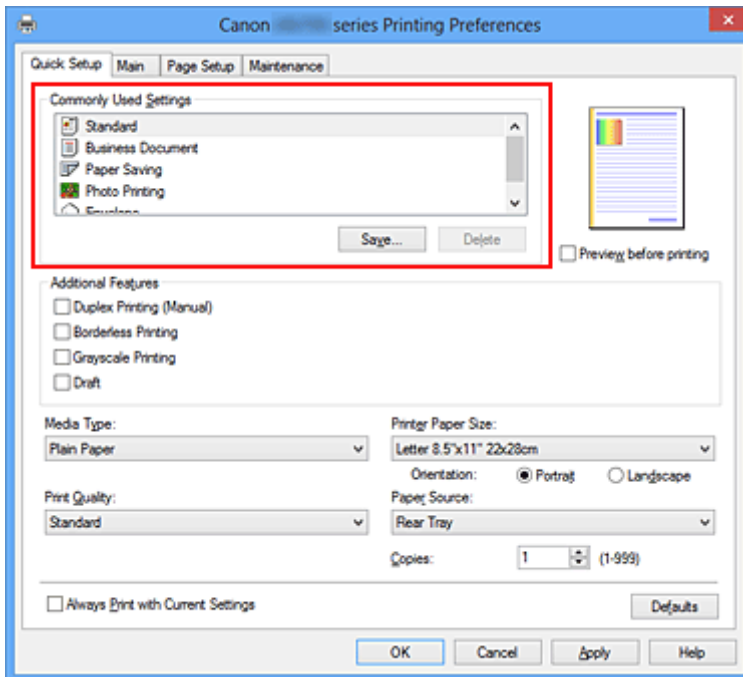 Canon series Printing Preferences
Quick Setup Main Page Setup Maintenance
Commonly Used Settings
Standard
Business Document
Paper Saving
Photo Printing
Envelope
Save... Delete
Preview before printing
Additional Features
Duplex Printing (Manual)
Borderless Printing
Grayscale Printing
Draft
Media Type: Printer Paper Size:
Plain Paper Letter 8.5"x11" 22x28cm
Orientation: Portrait Landscape
Print Quality: Paper Source:
Standard Rear Tray
Copies: 1 (1-999)
Always Print with Current Settings Defaults
OK Cancel Apply Help